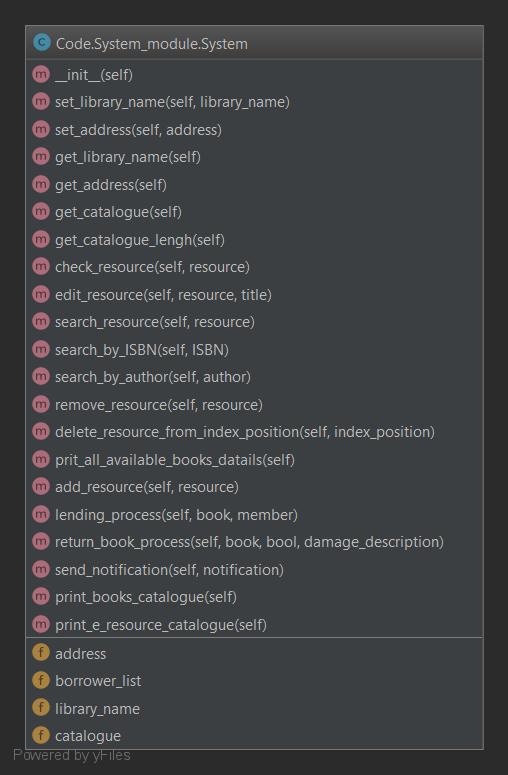 C Code.System_module.System
m __init__(self)
m set_library_name(self, library_name)
m set_address(self, address)
m get_library_name(self)
m get_address(self)
m get_catalogue(self)
m get_catalogue_lengh(self)
m check_resource(self, resource)
m edit_resource(self, resource, title)
m search_resource(self, resource)
m search_by_ISBN(self, ISBN)
m search_by_author(self, author)
m remove_resource(self, resource)
m delete_resource_from_index_position(self, index_position)
m prit_all_available_books_datails(self)
m add_resource(self, resource)
m lending_process(self, book, member)
m return_book_process(self, book, bool, damage_description)
m send_notification(self, notification)
m print_books_catalogue(self)
m print_e_resource_catalogue(self)
f address
f borrower_list
f library_name
f catalogue
Powered by yFiles